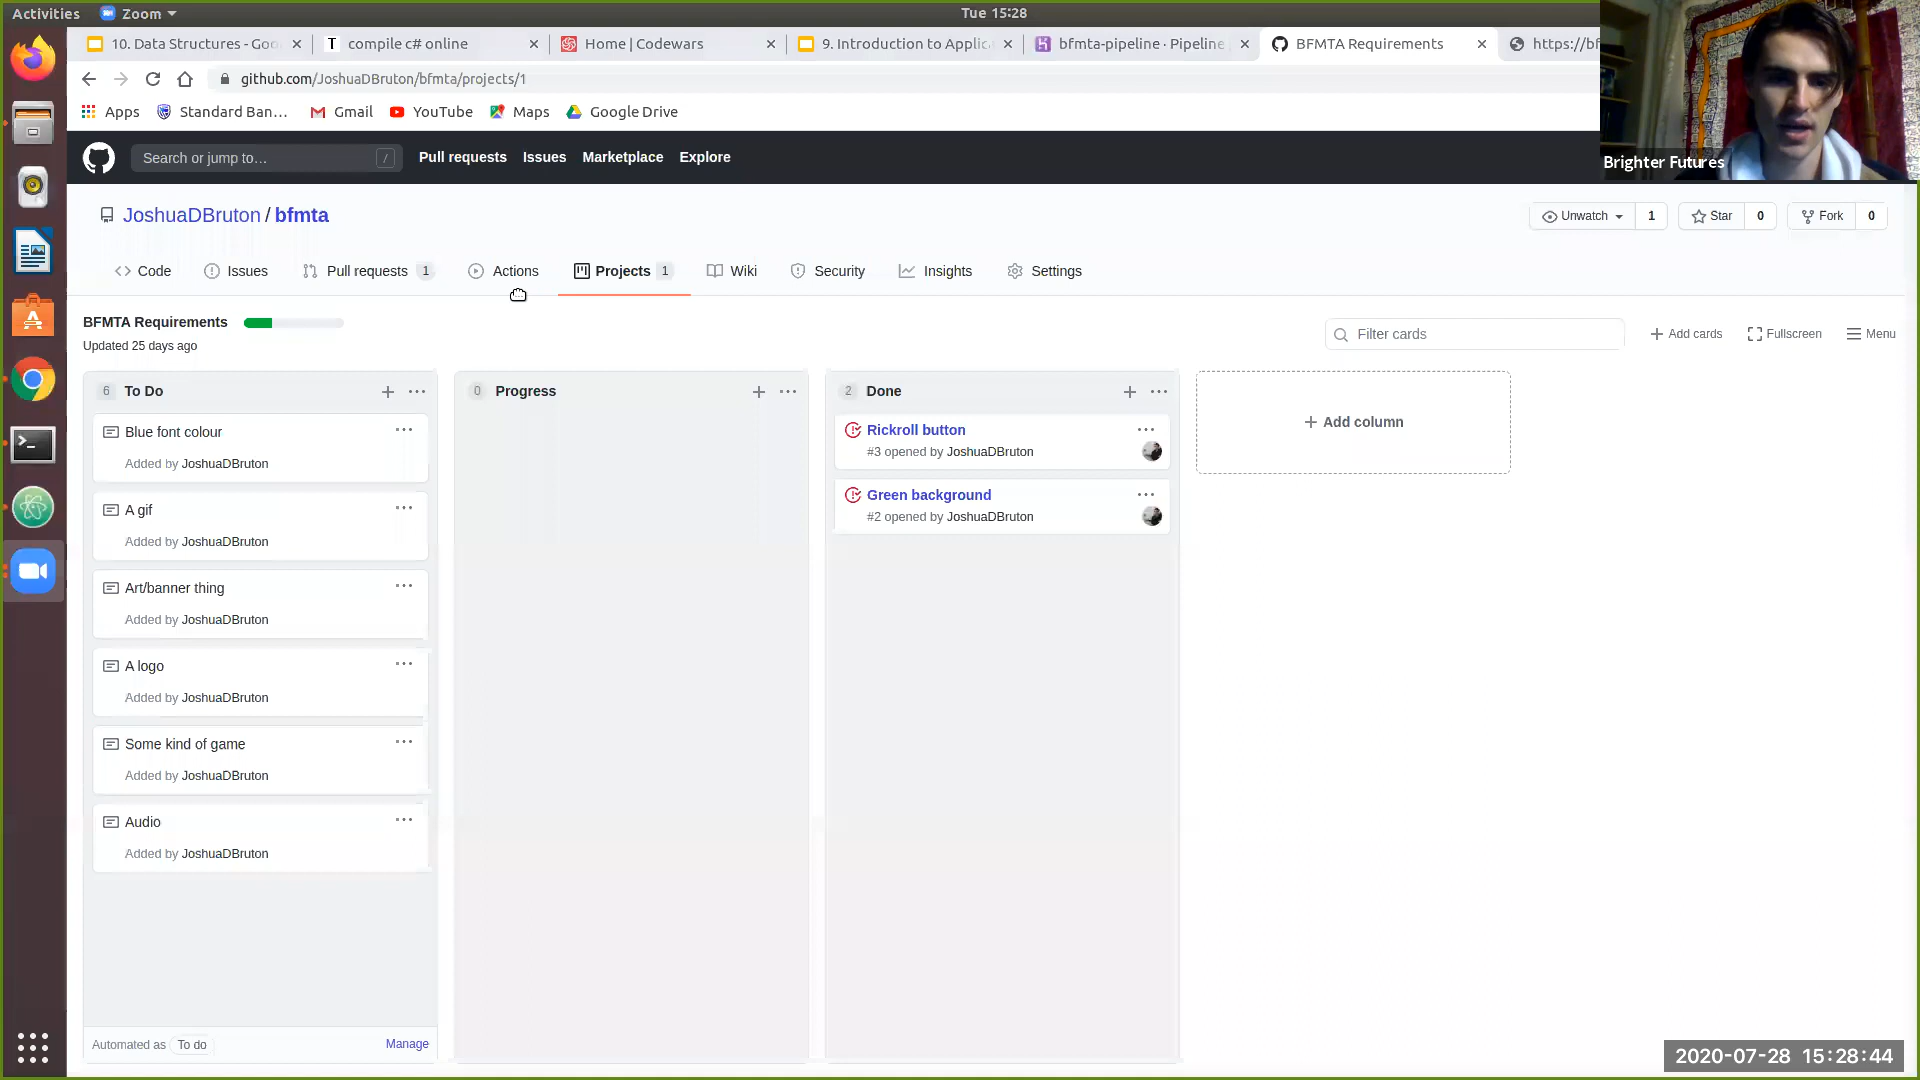 Activities Zoom Tue 15:28
10. Data Structures - Goo
compile c# online
Home | Codewars
9. Introduction to Applic
bfmta-pipeline · Pipeline
BFMTA Requirements
https://bf
github.com/JoshuaDBruton/bfmta/projects/1
Apps Standard Ban... Gmail YouTube Maps Google Drive
Search or jump to... / Pull requests Issues Marketplace Explore
Brighter Futures
JoshuaDBruton / bfmta
Unwatch 1 Star 0 Fork 0
Code Issues Pull requests 1 Actions Projects 1 Wiki Security Insights Settings
BFMTA Requirements
Updated 25 days ago
Filter cards Add cards Fullscreen Menu
6 To Do
Blue font colour
Added by JoshuaDBruton
A gif
Added by JoshuaDBruton
Art/banner thing
Added by JoshuaDBruton
A logo
Added by JoshuaDBruton
Some kind of game
Added by JoshuaDBruton
Audio
Added by JoshuaDBruton
Automated as To do Manage
0 Progress
2 Done
Rickroll button
#3 opened by JoshuaDBruton
Green background
#2 opened by JoshuaDBruton
Add column
2020-07-28 15:28:44